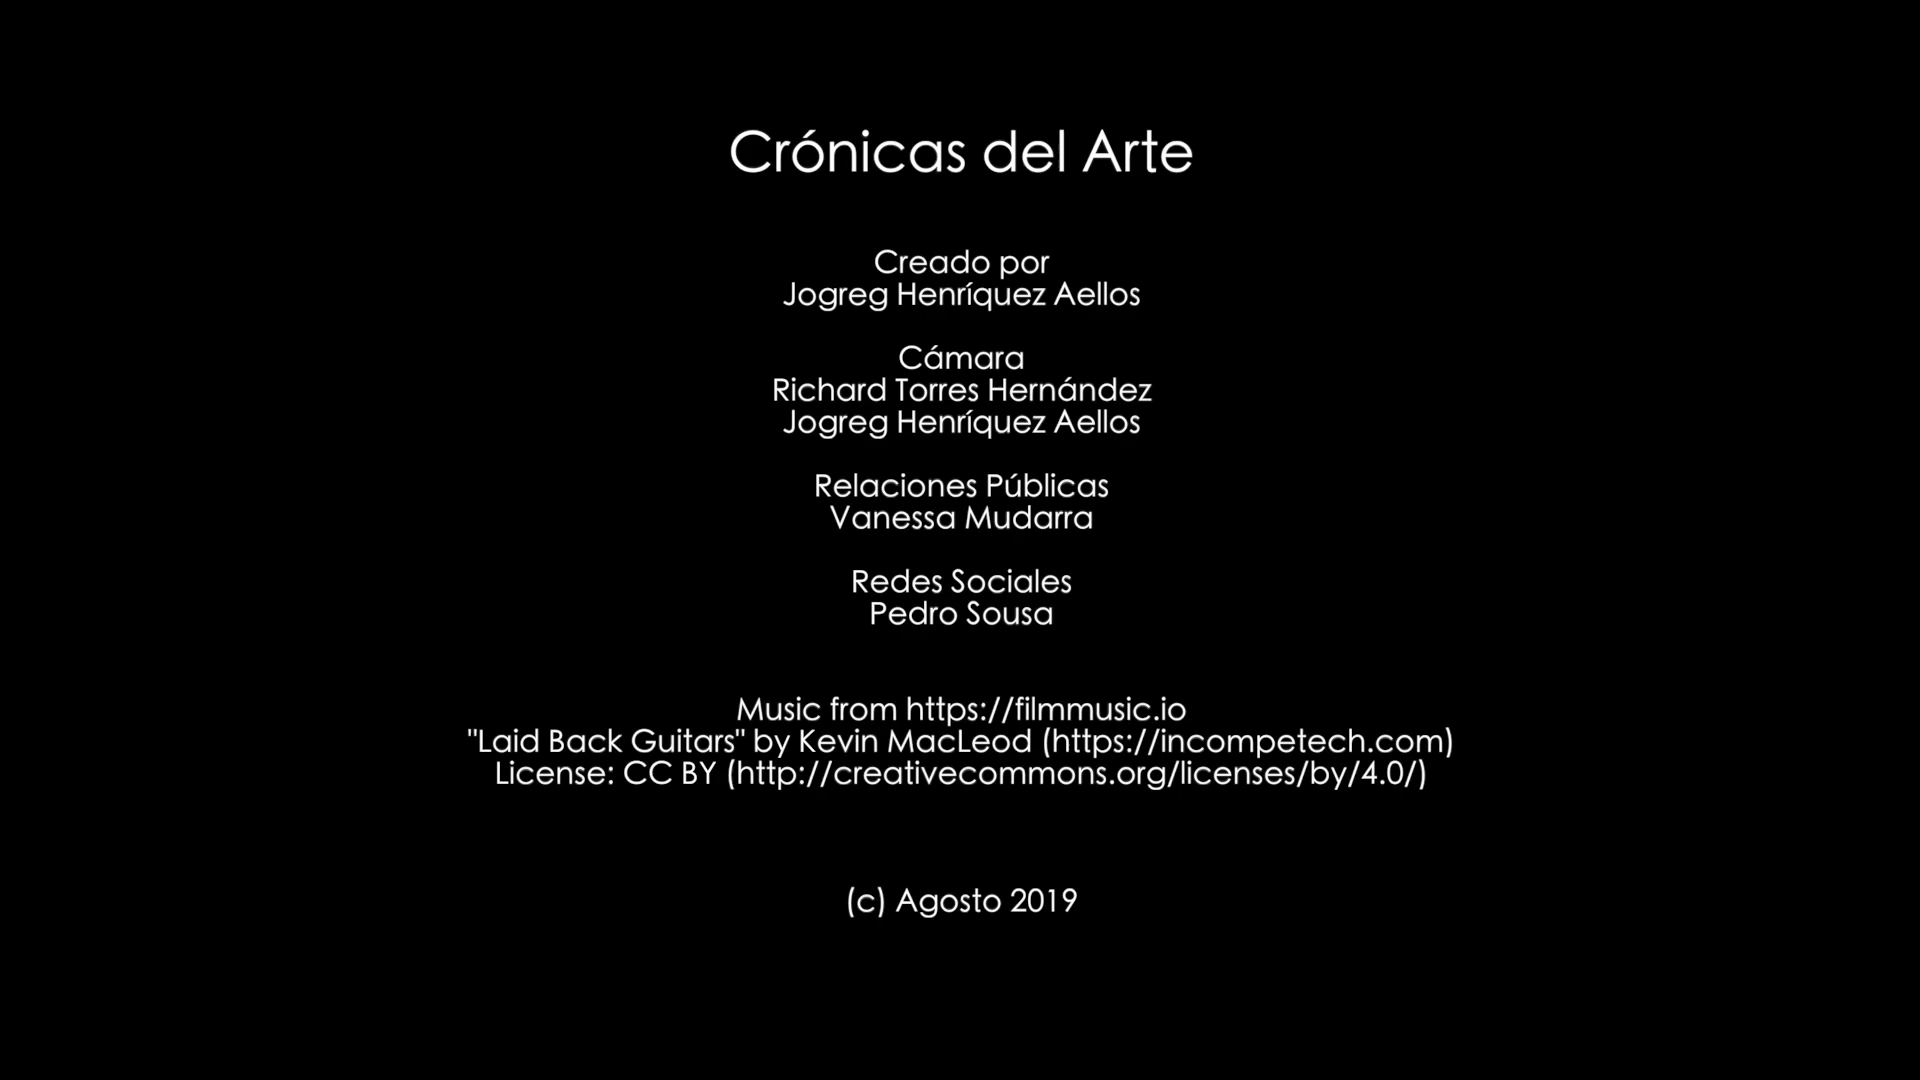 Crónicas del Arte
Creado por
Jogreg Henríquez Aellos
Cámara
Richard Torres Hernández
Jogreg Henríquez Aellos
Relaciones Públicas
Vanessa Mudarra
Redes Sociales
Pedro Sousa
Music from https://filmmusic.io
"Laid Back Guitars" by Kevin MacLeod (https://incompetech.com)
License: CC BY (http://creativecommons.org/licenses/by/4.0/)
(c) Agosto 2019